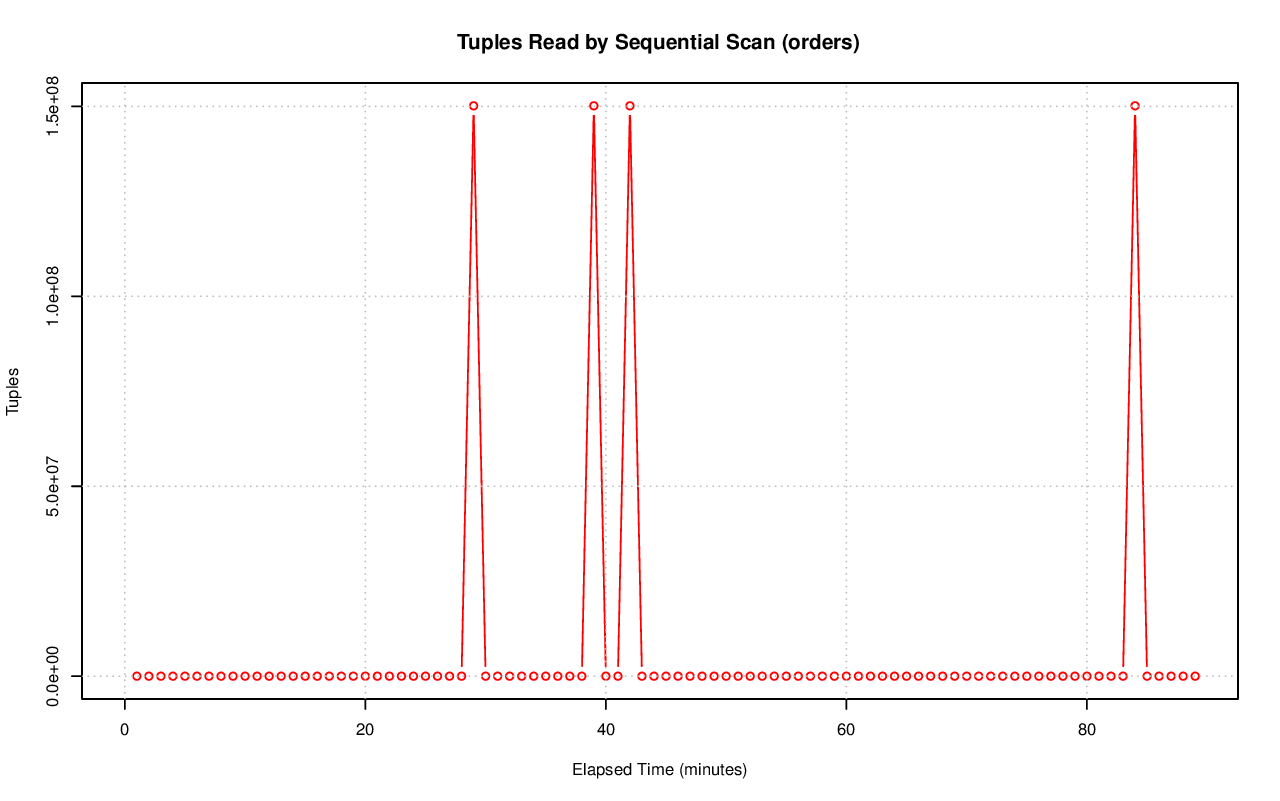 Tuples Read by Sequential Scan (orders)
Tuples
1.5e+08
1.0e+08
5.0e+07
0.0e+00
0 20 40 60 80
Elapsed Time (minutes)